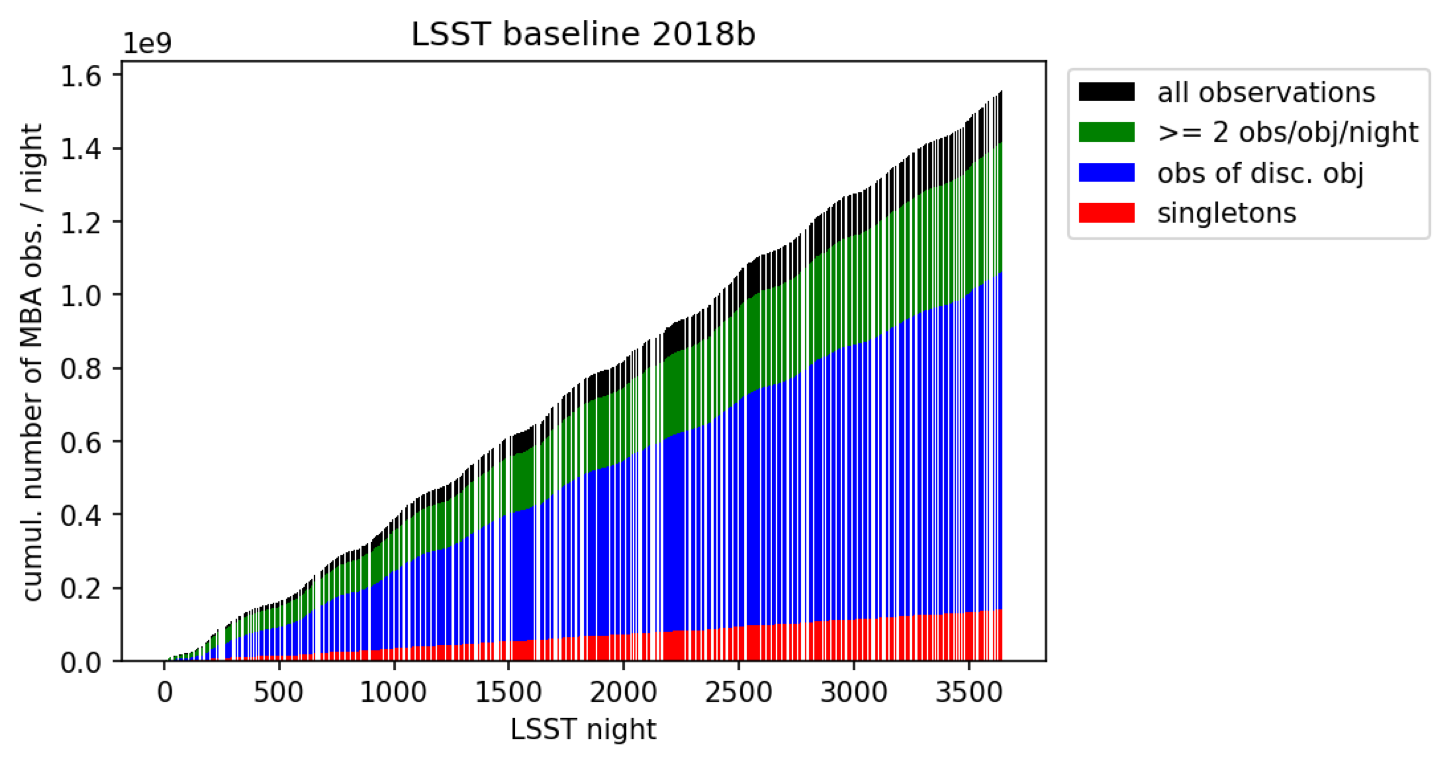 LSST baseline 2018b
1e9
1.6
1.4
1.2
1.0
0.8
0.6
0.4
0.2
0.0
cumul. number of MBA obs. / night
0 500 1000 1500 2000 2500 3000 3500
LSST night
all observations
>= 2 obs/obj/night
obs of disc. obj
singletons